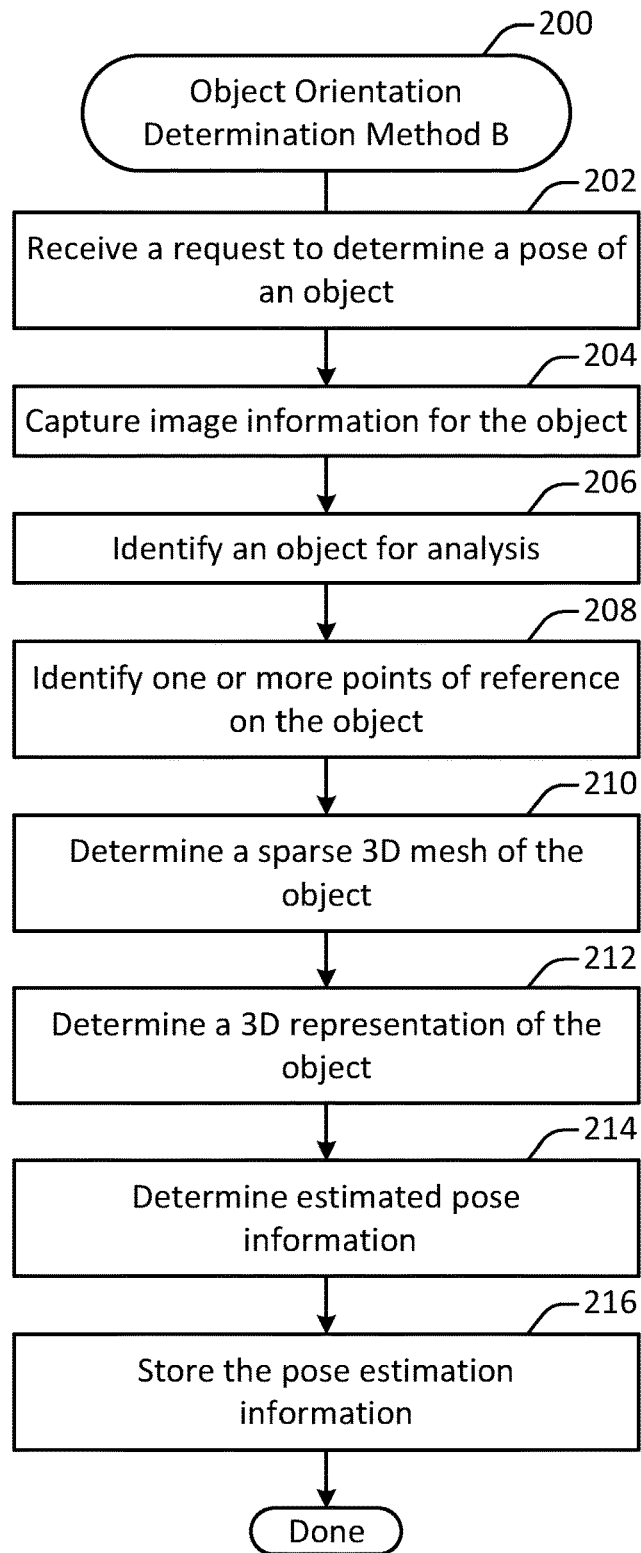 200
Object Orientation
Determination Method B
202
Receive a request to determine a pose of
an object
204
Capture image information for the object
206
Identify an object for analysis
208
Identify one or more points of reference
on the object
210
Determine a sparse 3D mesh of the
object
212
Determine a 3D representation of the
object
214
Determine estimated pose
information
216
Store the pose estimation
information
Done